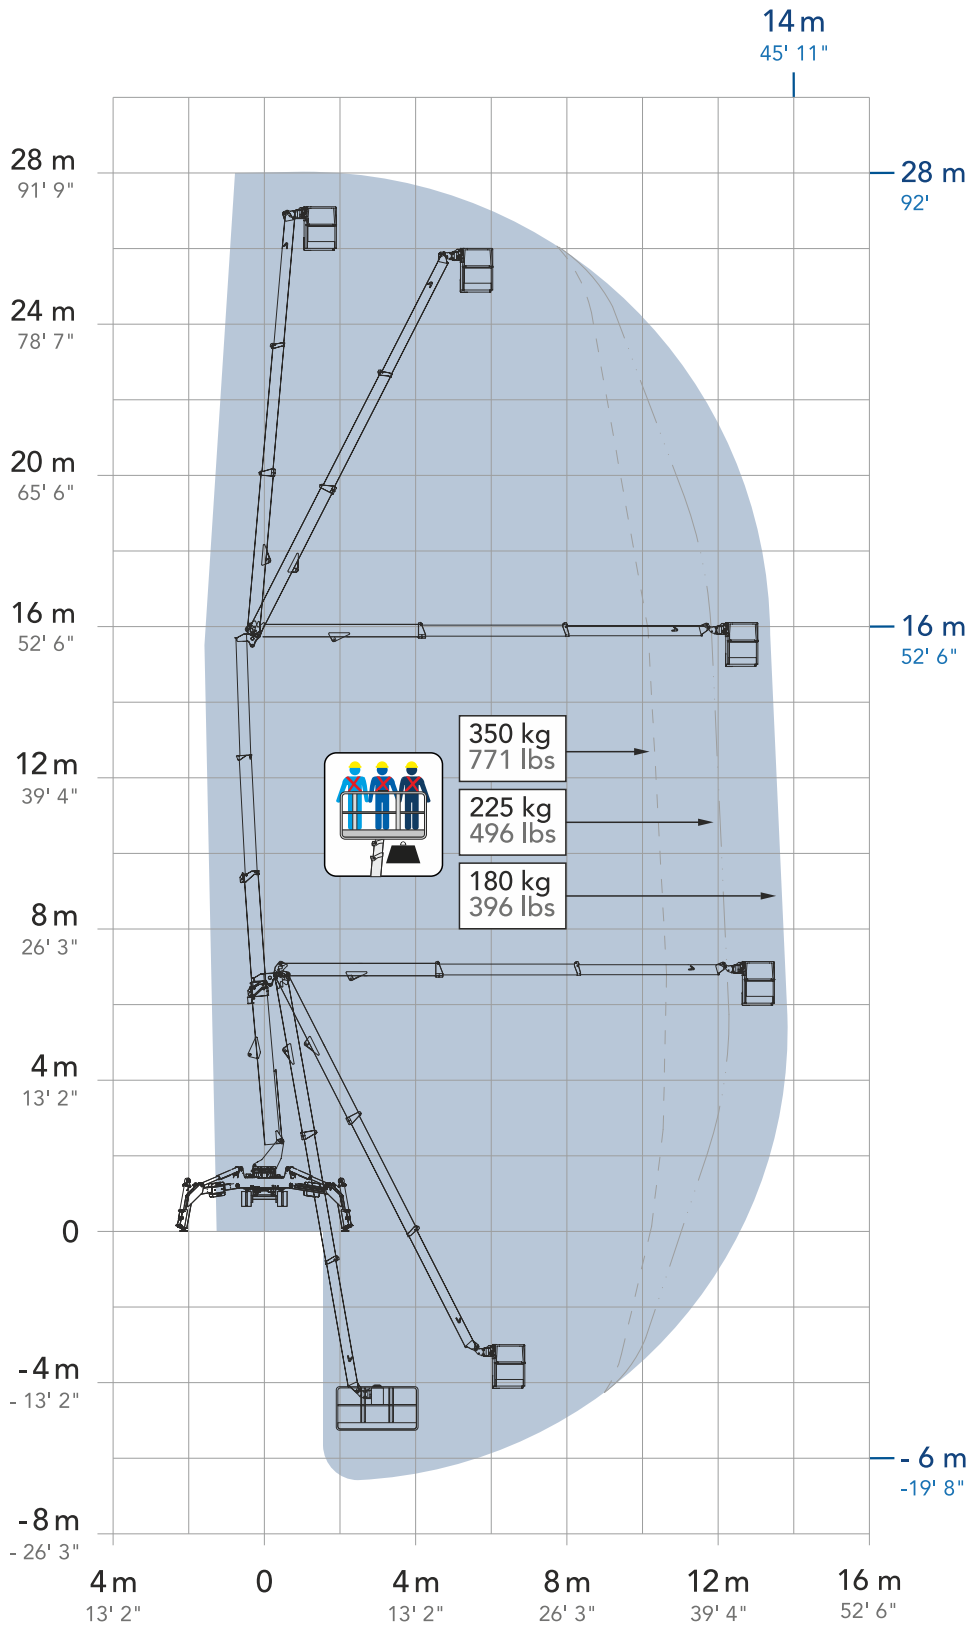 14 m
45' 11"
28 m
91' 9"
28 m
92'
24 m
78' 7"
20 m
65' 6"
16 m
52' 6"
16 m
52' 6"
350 kg
771 lbs
12 m
39' 4"
225 kg
496 lbs
180 kg
396 lbs
8 m
26' 3"
4 m
13' 2"
0
- 4 m
- 13' 2"
- 6 m
-19' 8"
- 8 m
- 26' 3"
4 m 0 4 m 8 m 12 m 16 m
13' 2" 13' 2" 26' 3" 39' 4" 52' 6"